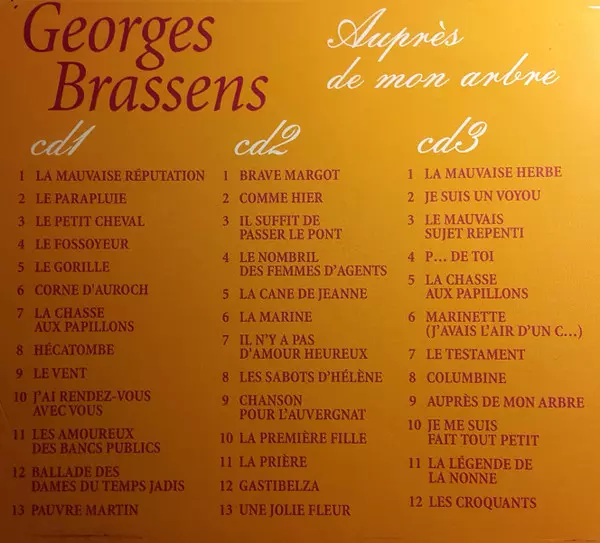 Georges
Brassens
Auprès
de mon arbre
cd1
1 LA MAUVAISE RÉPUTATION
2 LE PARAPLUIE
3 LE PETIT CHEVAL
4 LE FOSSOYEUR
5 LE GORILLE
6 CORNE D'AUROCH
7 LA CHASSE
AUX PAPILLONS
8 HÉCATOMBE
9 LE VENT
10 J'AI RENDEZ-VOUS
AVEC VOUS
11 LES AMOUREUX
DES BANCS PUBLICS
12 BALLADE DES
DAMES DU TEMPS JADIS
13 PAUVRE MARTIN
cd2
1 BRAVE MARGOT
2 COMME HIER
3 IL SUFFIT DE
PASSER LE PONT
4 LE NOMBRIL
DES FEMMES D'AGENTS
5 LA CANE DE JEANNE
6 LA MARINE
7 IL N'Y A PAS
D'AMOUR HEUREUX
8 LES SABOTS D'HÉLÈNE
9 CHANSON
POUR L'AUVERGNAT
10 LA PREMIÈRE FILLE
11 LA PRIÈRE
12 GASTIBELZA
13 UNE JOLIE FLEUR
cd3
1 LA MAUVAISE HERBE
2 JE SUIS UN VOYOU
3 LE MAUVAIS
SUJET REPENTI
4 P... DE TOI
5 LA CHASSE
AUX PAPILLONS
6 MARINETTE
(J'AVAIS L'AIR D'UN C...)
7 LE TESTAMENT
8 COLUMBINE
9 AUPRÈS DE MON ARBRE
10 JE ME SUIS
FAIT TOUT PETIT
11 LA LÉGENDE DE
LA NONNE
12 LES CROQUANTS